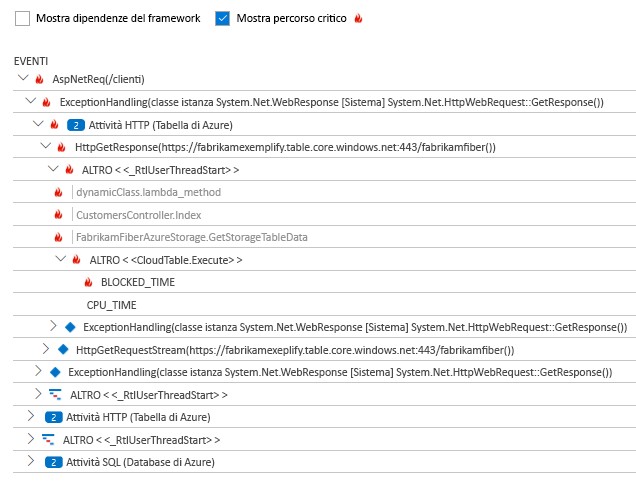 Mostra dipendenze del framework Mostra percorso critico
EVENTI
AspNetReq(/clienti)
ExceptionHandling(classe istanza System.Net.WebResponse [Sistema] System.Net.HttpWebRequest::GetResponse())
2 Attività HTTP (Tabella di Azure)
HttpGetResponse(https://fabrikamexemplify.table.core.windows.net:443/fabrikamfiber())
ALTRO < <_RtlUserThreadStart> >
dynamicClass.lambda_method
CustomersController.Index
FabrikamFiberAzureStorage.GetStorageTableData
ALTRO < <CloudTable.Execute> >
BLOCKED_TIME
CPU_TIME
ExceptionHandling(classe istanza System.Net.WebResponse [Sistema] System.Net.HttpWebRequest::GetResponse())
HttpGetRequestStream(https://fabrikamexeplify.table.core.windows.net:443/fabrikamfiber())
ExceptionHandling(classe istanza System.Net.WebResponse [Sistema] System.Net.HttpWebRequest::GetResponse())
ALTRO < <_RtlUserThreadStart> >
2 Attività HTTP (Tabella di Azure)
ALTRO < <_RtlUserThreadStart> >
2 Attività SQL (Database di Azure)